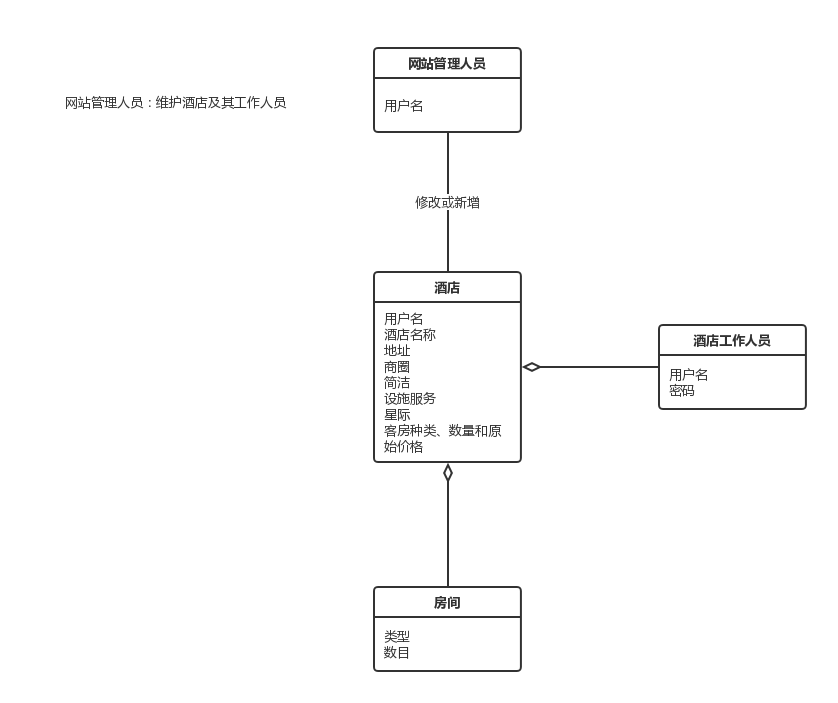 网站管理人员
用户名
网站管理人员：维护酒店及其工作人员
修改或新增
酒店
用户名
酒店名称
地址
商圈
简洁
设施服务
星际
客房种类、数量和原
始价格
酒店工作人员
用户名
密码
房间
类型
数目